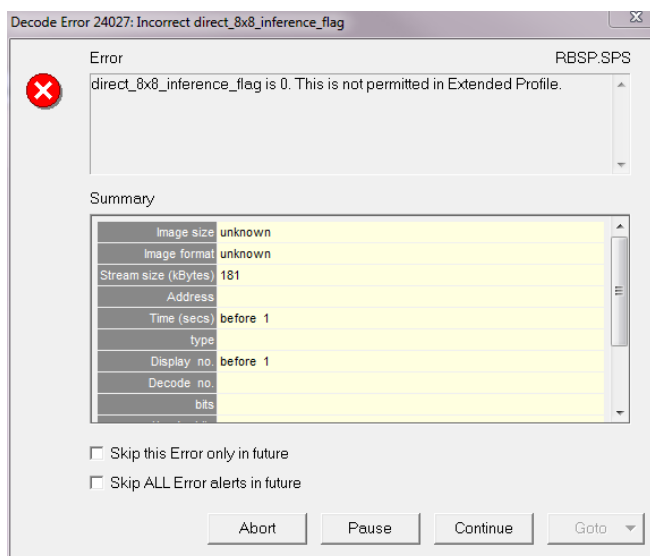 Decode Error 24027: Incorrect direct_8x8_inference_flag
Error RBSP.SPS
direct_8x8_inference_flag is 0. This is not permitted in Extended Profile.
Summary
Image size unknown
Image format unknown
Stream size (kBytes) 181
Address
Time (secs) before 1
type
Display no. before 1
Decode no.
bits
Skip this Error only in future
Skip ALL Error alerts in future
Abort Pause Continue Goto